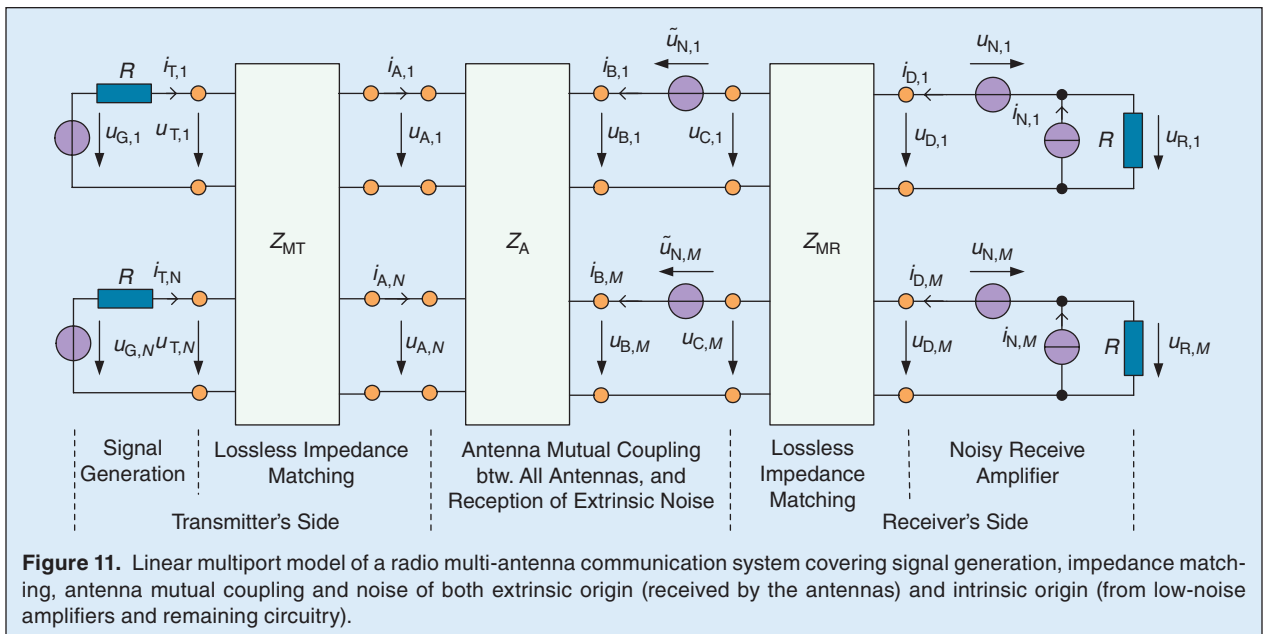 R i_T,1 i_A,1 i_B,1 ũ_N,1 i_D,1 u_N,1
u_G,1 u_T,1 u_A,1 u_B,1 u_C,1 u_D,1 i_N,1 R u_R,1
Z_MT Z_A Z_MR
R i_T,N i_A,N i_B,M ũ_N,M i_D,M u_N,M
u_G,N u_T,N u_A,N u_B,M u_C,M u_D,M i_N,M R u_R,M
Signal
Generation
Lossless Impedance
Matching
Antenna Mutual Coupling
btw. All Antennas, and
Reception of Extrinsic Noise
Lossless
Impedance
Matching
Noisy Receive
Amplifier
Transmitter's Side
Receiver's Side
Figure 11. Linear multiport model of a radio multi-antenna communication system covering signal generation, impedance match-
ing, antenna mutual coupling and noise of both extrinsic origin (received by the antennas) and intrinsic origin (from low-noise
amplifiers and remaining circuitry).